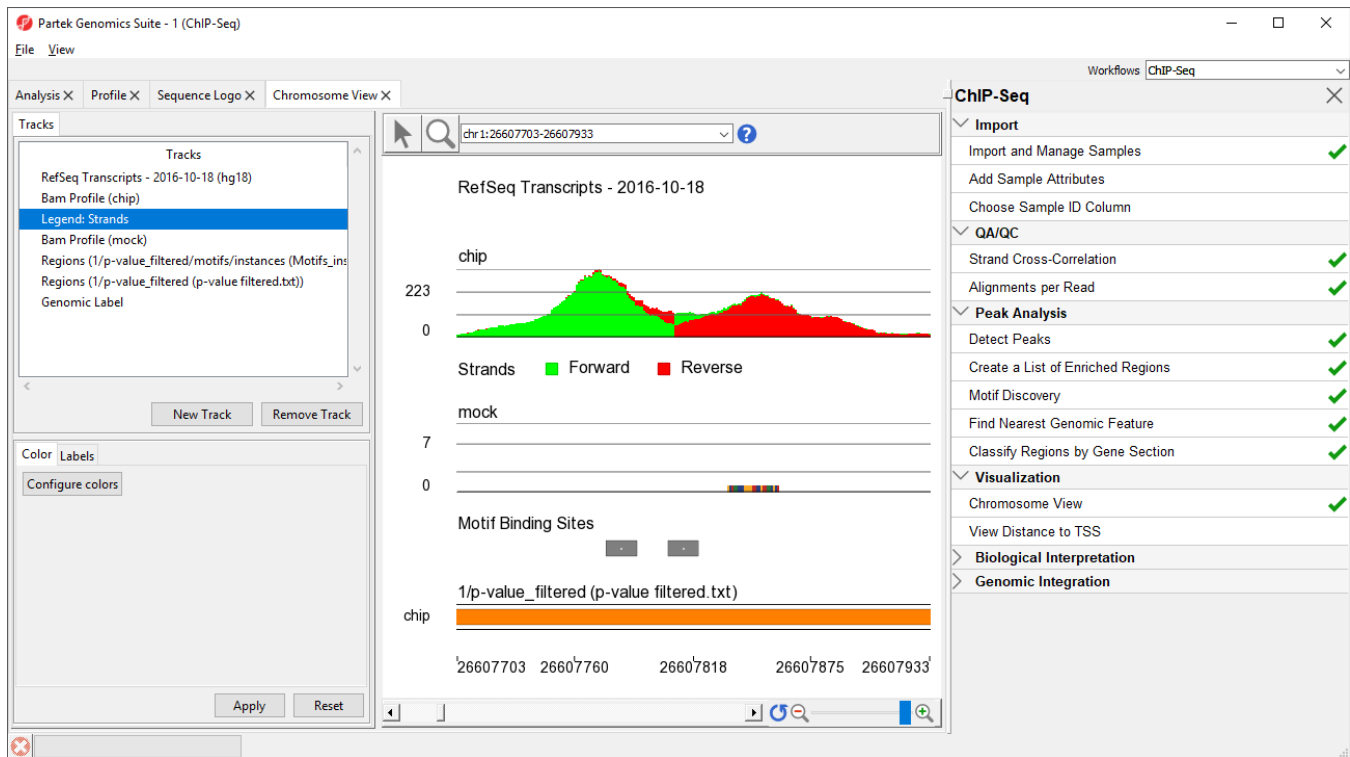 Partek Genomics Suite - 1 (ChIP-Seq)
File View
Workflows ChIP-Seq
Analysis X Profile X Sequence Logo X Chromosome View X
Tracks
Tracks
RefSeq Transcripts - 2016-10-18 (hg18)
Bam Profile (chip)
Legend: Strands
Bam Profile (mock)
Regions (1/p-value_filtered/motifs/instances (Motifs_ins
Regions (1/p-value_filtered (p-value filtered.txt))
Genomic Label
New Track Remove Track
Color Labels
Configure colors
Apply Reset
chr1:26607703-26607933 ?
RefSeq Transcripts - 2016-10-18
chip
223
0
Strands Forward Reverse
mock
7
0
Motif Binding Sites
1/p-value_filtered (p-value filtered.txt)
chip
26607703 26607760 26607818 26607875 26607933
ChIP-Seq
Import
Import and Manage Samples
Add Sample Attributes
Choose Sample ID Column
QA/QC
Strand Cross-Correlation
Alignments per Read
Peak Analysis
Detect Peaks
Create a List of Enriched Regions
Motif Discovery
Find Nearest Genomic Feature
Classify Regions by Gene Section
Visualization
Chromosome View
View Distance to TSS
Biological Interpretation
Genomic Integration